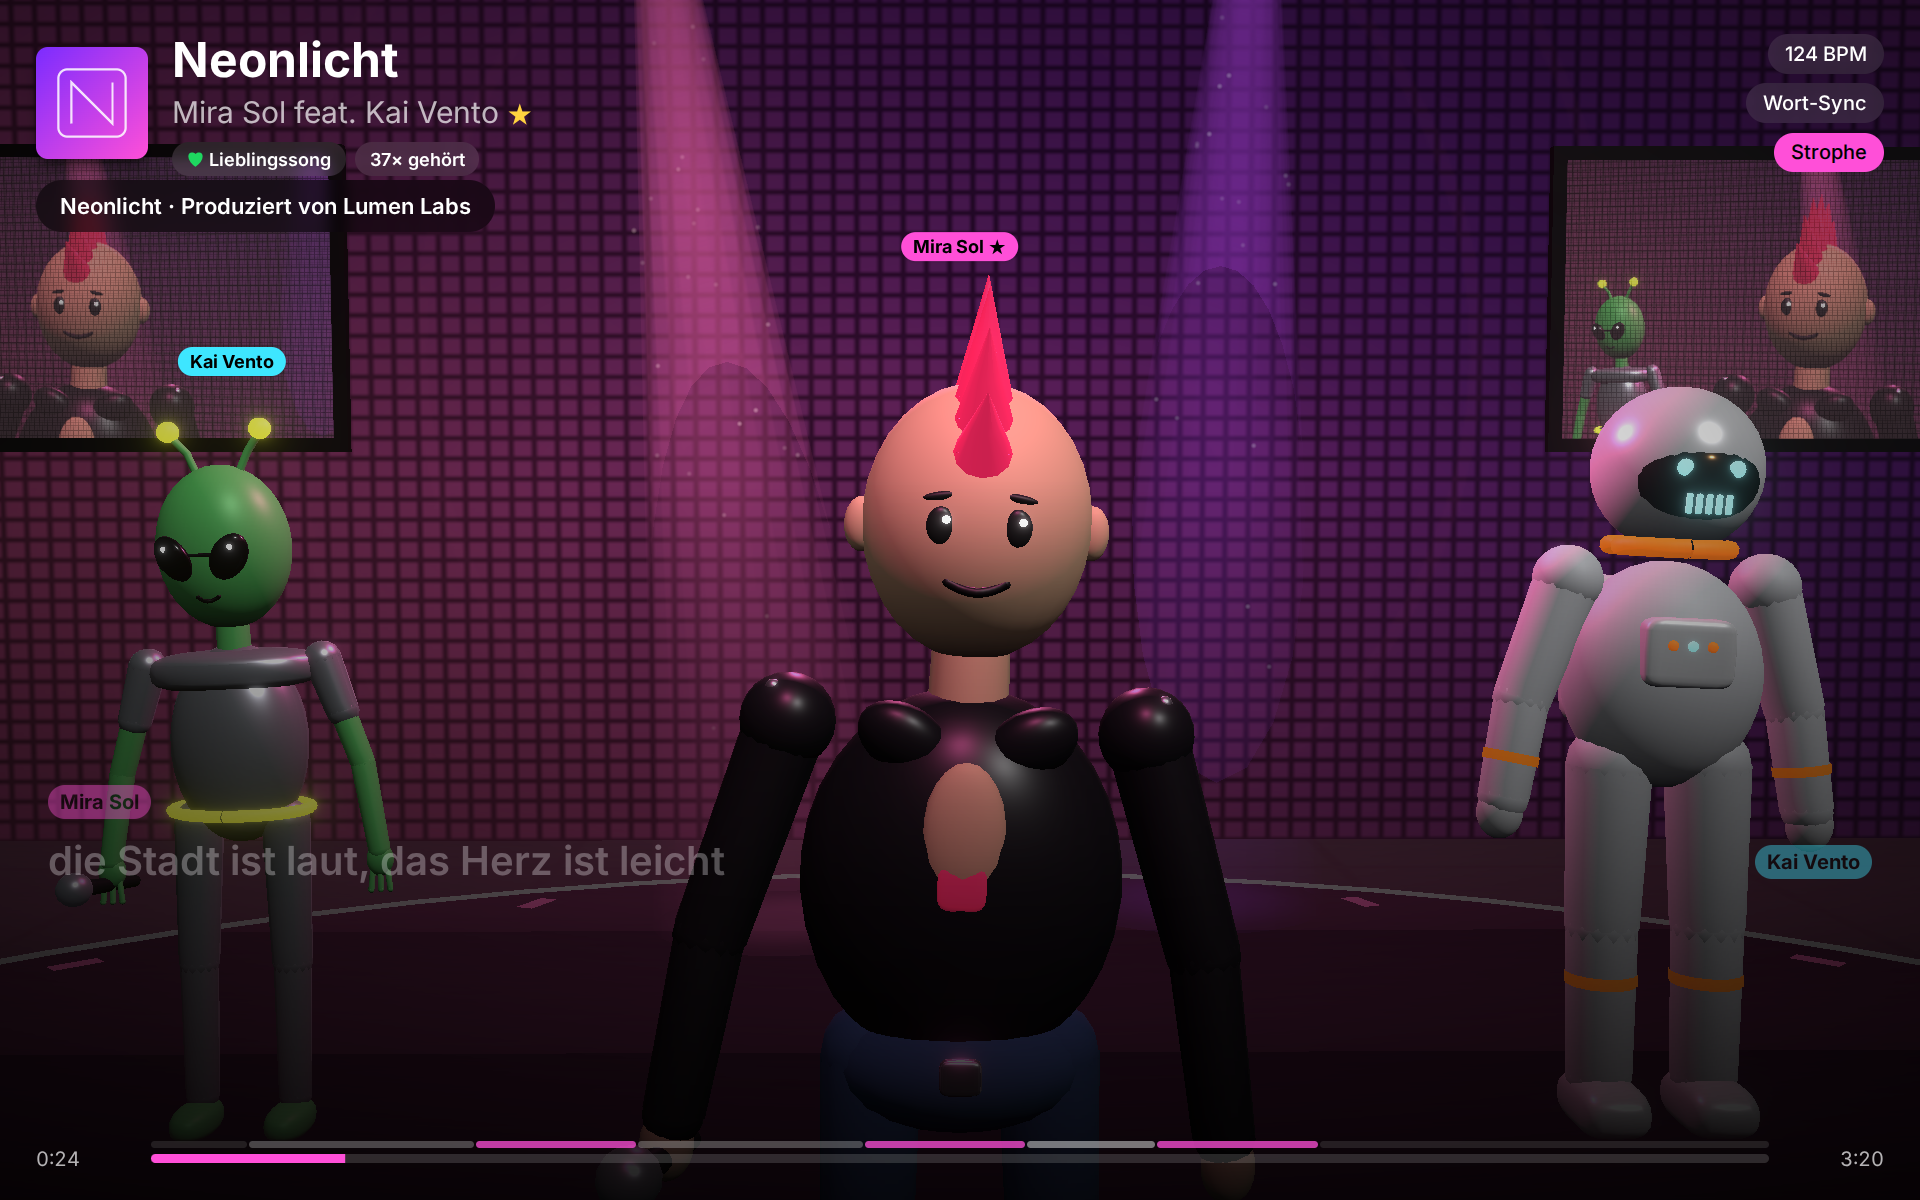 N
Neonlicht
Mira Sol feat. Kai Vento ★
Lieblingssong
37× gehört
Neonlicht · Produziert von Lumen Labs
124 BPM
Wort-Sync
Strophe
Mira Sol ★
Kai Vento
Mira Sol
die Stadt ist laut, das Herz ist leicht
Kai Vento
0:24
3:20